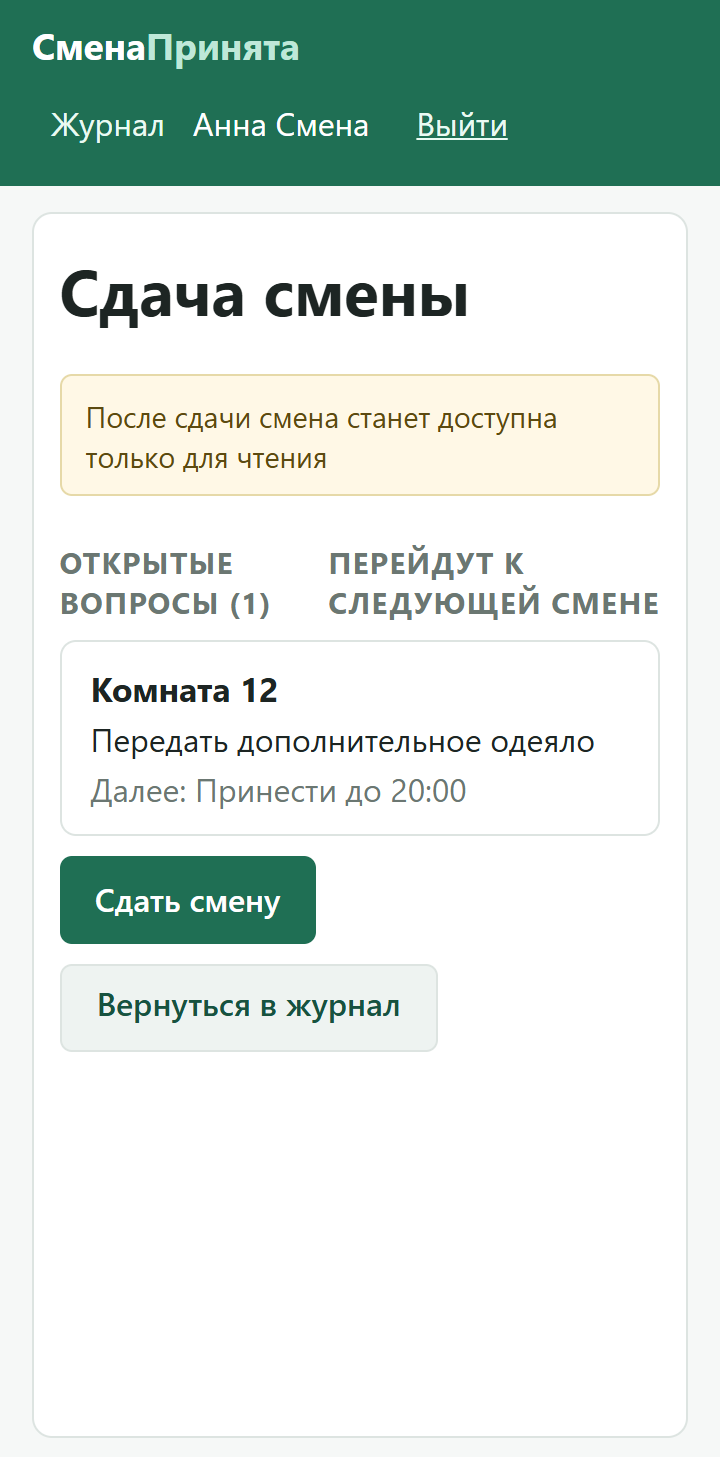 СменаПринята
Журнал Анна Смена Выйти
Сдача смены
После сдачи смена станет доступна
только для чтения
ОТКРЫТЫЕ
ВОПРОСЫ (1)
ПЕРЕЙДУТ К
СЛЕДУЮЩЕЙ СМЕНЕ
Комната 12
Передать дополнительное одеяло
Далее: Принести до 20:00
Сдать смену
Вернуться в журнал